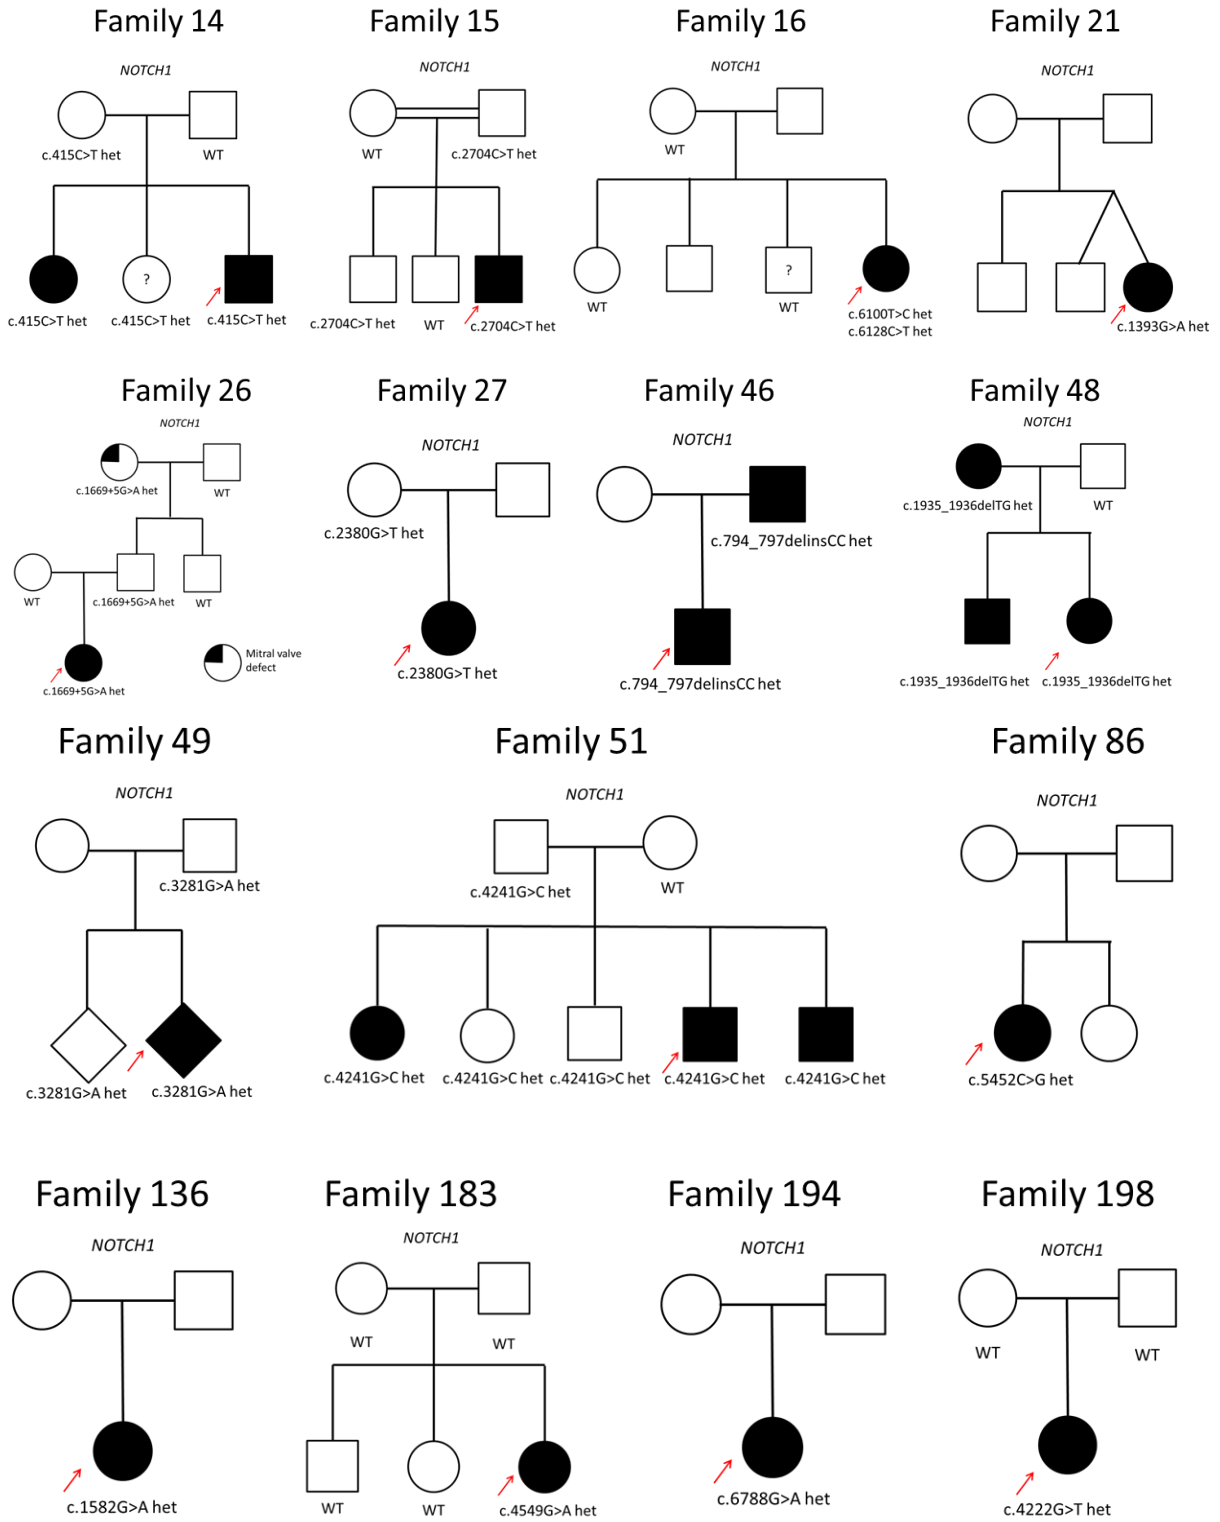 Family 14
NOTCH1
c.415C>T het
WT
?
c.415C>T het
c.415C>T het
c.415C>T het
Family 15
NOTCH1
WT
c.2704C>T het
c.2704C>T het
WT
c.2704C>T het
Family 16
NOTCH1
WT
?
WT
WT
c.6100T>C het
c.6128C>T het
Family 21
NOTCH1
c.1393G>A het
Family 26
NOTCH1
c.1669+5G>A het
WT
WT
c.1669+5G>A het
WT
Mitral valve
defect
c.1669+5G>A het
Family 27
NOTCH1
c.2380G>T het
c.2380G>T het
Family 46
NOTCH1
c.794_797delinsCC het
c.794_797delinsCC het
Family 48
NOTCH1
c.1935_1936delTG het
WT
c.1935_1936delTG het
c.1935_1936delTG het
Family 49
NOTCH1
c.3281G>A het
c.3281G>A het
c.3281G>A het
Family 51
NOTCH1
c.4241G>C het
WT
c.4241G>C het
c.4241G>C het
c.4241G>C het
c.4241G>C het
c.4241G>C het
Family 86
NOTCH1
c.5452C>G het
Family 136
NOTCH1
c.1582G>A het
Family 183
NOTCH1
WT
WT
WT
WT
c.4549G>A het
Family 194
NOTCH1
c.6788G>A het
Family 198
NOTCH1
WT
WT
c.4222G>T het